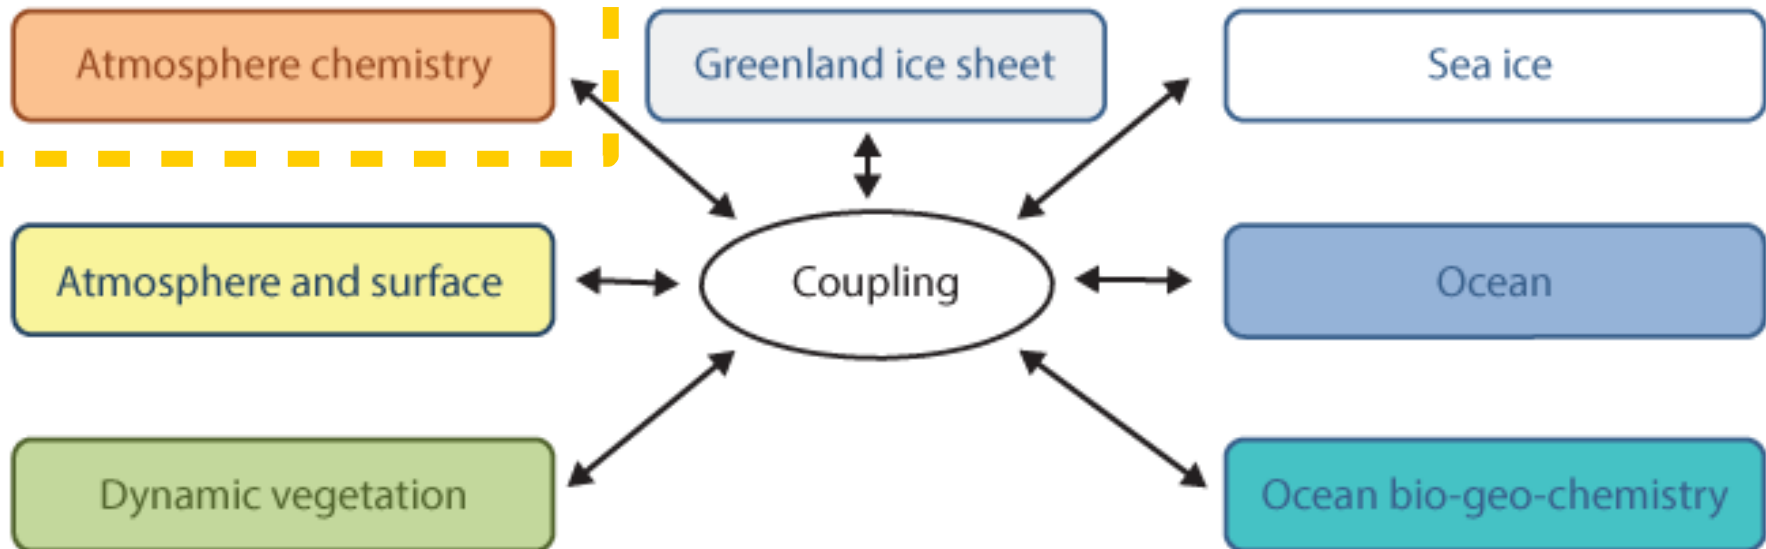 Atmosphere chemistry
Greenland ice sheet
Sea ice
Atmosphere and surface
Coupling
Ocean
Dynamic vegetation
Ocean bio-geo-chemistry